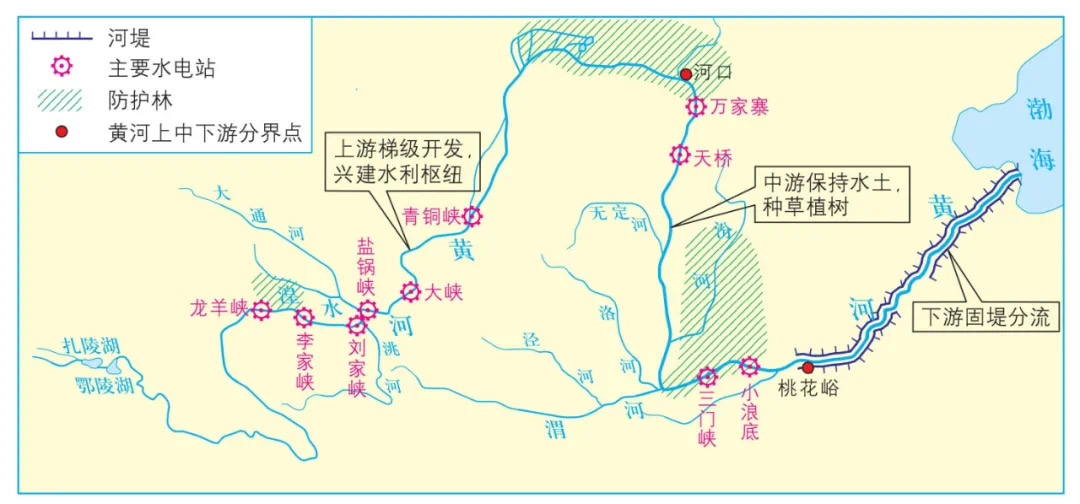 河堤
主要水电站
防护林
黄河上中下游分界点
河口
万家寨
天桥
渤海
上游梯级开发，
兴建水利枢纽
中游保持水土，
种草植树
下游固堤分流
青铜峡
黄
大通河
无定河
汾河
黄
盐锅峡
大峡
龙羊峡
湟水
河
李家峡
刘家峡
洮河
洛河
泾河
河
扎陵湖
鄂陵湖
渭河
三门峡
小浪底
桃花峪